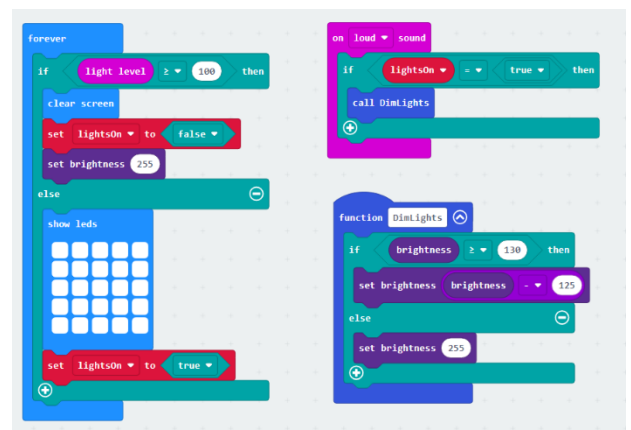 forever
if light level ≥ 100 then
clear screen
set lightsOn to false
set brightness 255
else
show leds
set lightsOn to true
on loud sound
if lightsOn = true then
call DimLights
function DimLights
if brightness ≥ 130 then
set brightness brightness - 125
else
set brightness 255